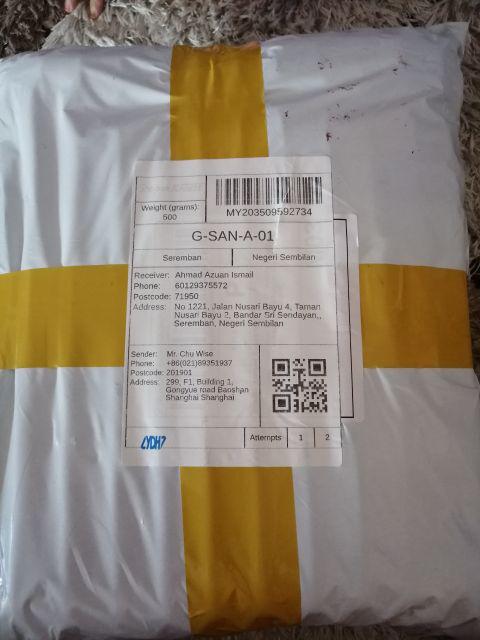 Weight (grams):
500
MY203509592734
G-SAN-A-01
Seremban Negeri Sembilan
Receiver: Ahmad Azuan Ismail
Phone: 60129375572
Postcode: 71950
Address: No 1221, Jalan Nusari Bayu 4, Taman
Nusari Bayu 2, Bandar Sri Sendayan,,
Seremban, Negeri Sembilan
Sender: Mr. Chu Wise
Phone: +86(021)69351937
Postcode: 201901
Address: 299, F1, Building 1,
Gongyue road Baoshan
Shanghai Shanghai
Attempts 1 2